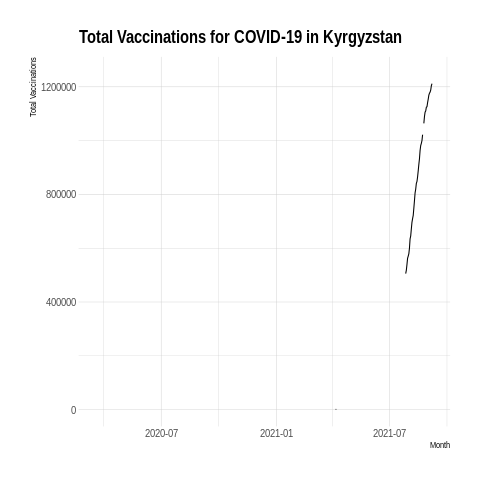 Total Vaccinations for COVID-19 in Kyrgyzstan
Total Vaccinations
1200000
800000
400000
0
2020-07
2021-01
2021-07
Month